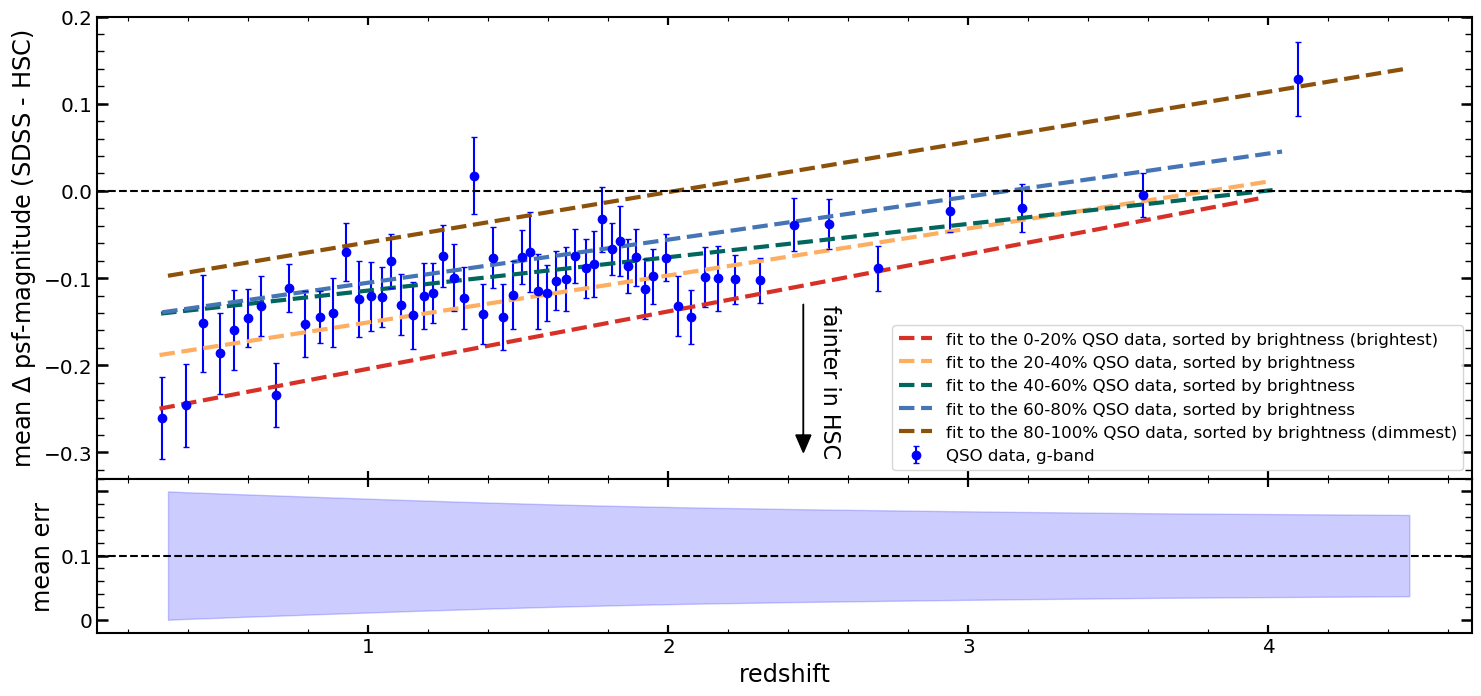 0.2
0.1
0.0
−0.1
−0.2
−0.3
mean Δ psf-magnitude (SDSS - HSC)
fainter in HSC
fit to the 0-20% QSO data, sorted by brightness (brightest)
fit to the 20-40% QSO data, sorted by brightness
fit to the 40-60% QSO data, sorted by brightness
fit to the 60-80% QSO data, sorted by brightness
fit to the 80-100% QSO data, sorted by brightness (dimmest)
QSO data, g-band
mean err
0.1
0
1 2 3 4
redshift